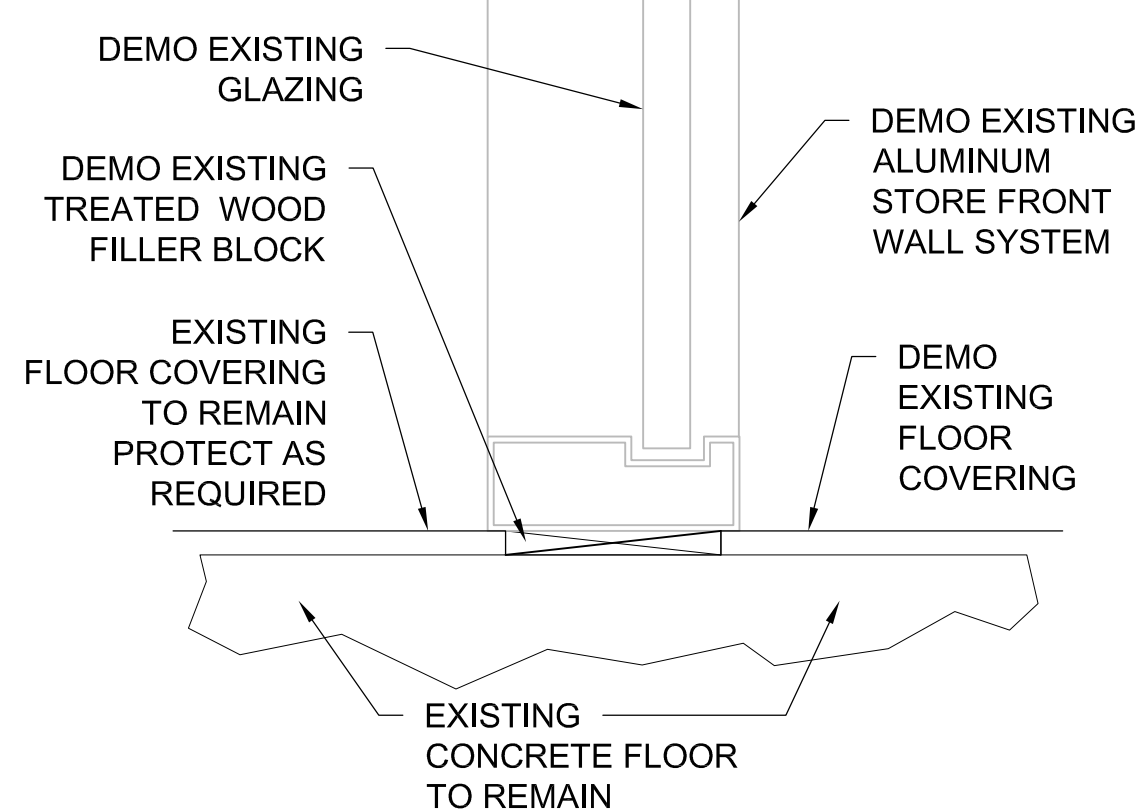 DEMO EXISTING
GLAZING
DEMO EXISTING
ALUMINUM
STORE FRONT
WALL SYSTEM
DEMO EXISTING
TREATED WOOD
FILLER BLOCK
EXISTING
FLOOR COVERING
TO REMAIN
PROTECT AS
REQUIRED
DEMO
EXISTING
FLOOR
COVERING
EXISTING
CONCRETE FLOOR
TO REMAIN